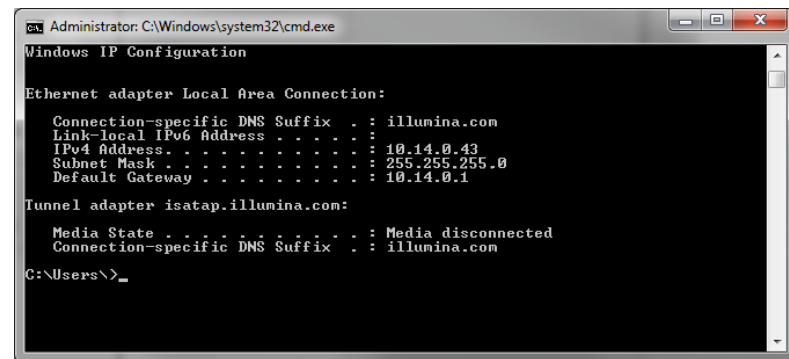 Administrator: C:\Windows\system32\cmd.exe
Windows IP Configuration
Ethernet adapter Local Area Connection:
Connection-specific DNS Suffix  . : illumina.com
Link-local IPv6 Address . . . . . :
IPv4 Address. . . . . . . . . . . : 10.14.0.43
Subnet Mask . . . . . . . . . . . : 255.255.255.0
Default Gateway . . . . . . . . . : 10.14.0.1
Tunnel adapter isatap.illumina.com:
Media State . . . . . . . . . . . : Media disconnected
Connection-specific DNS Suffix  . : illumina.com
C:\Users\>_